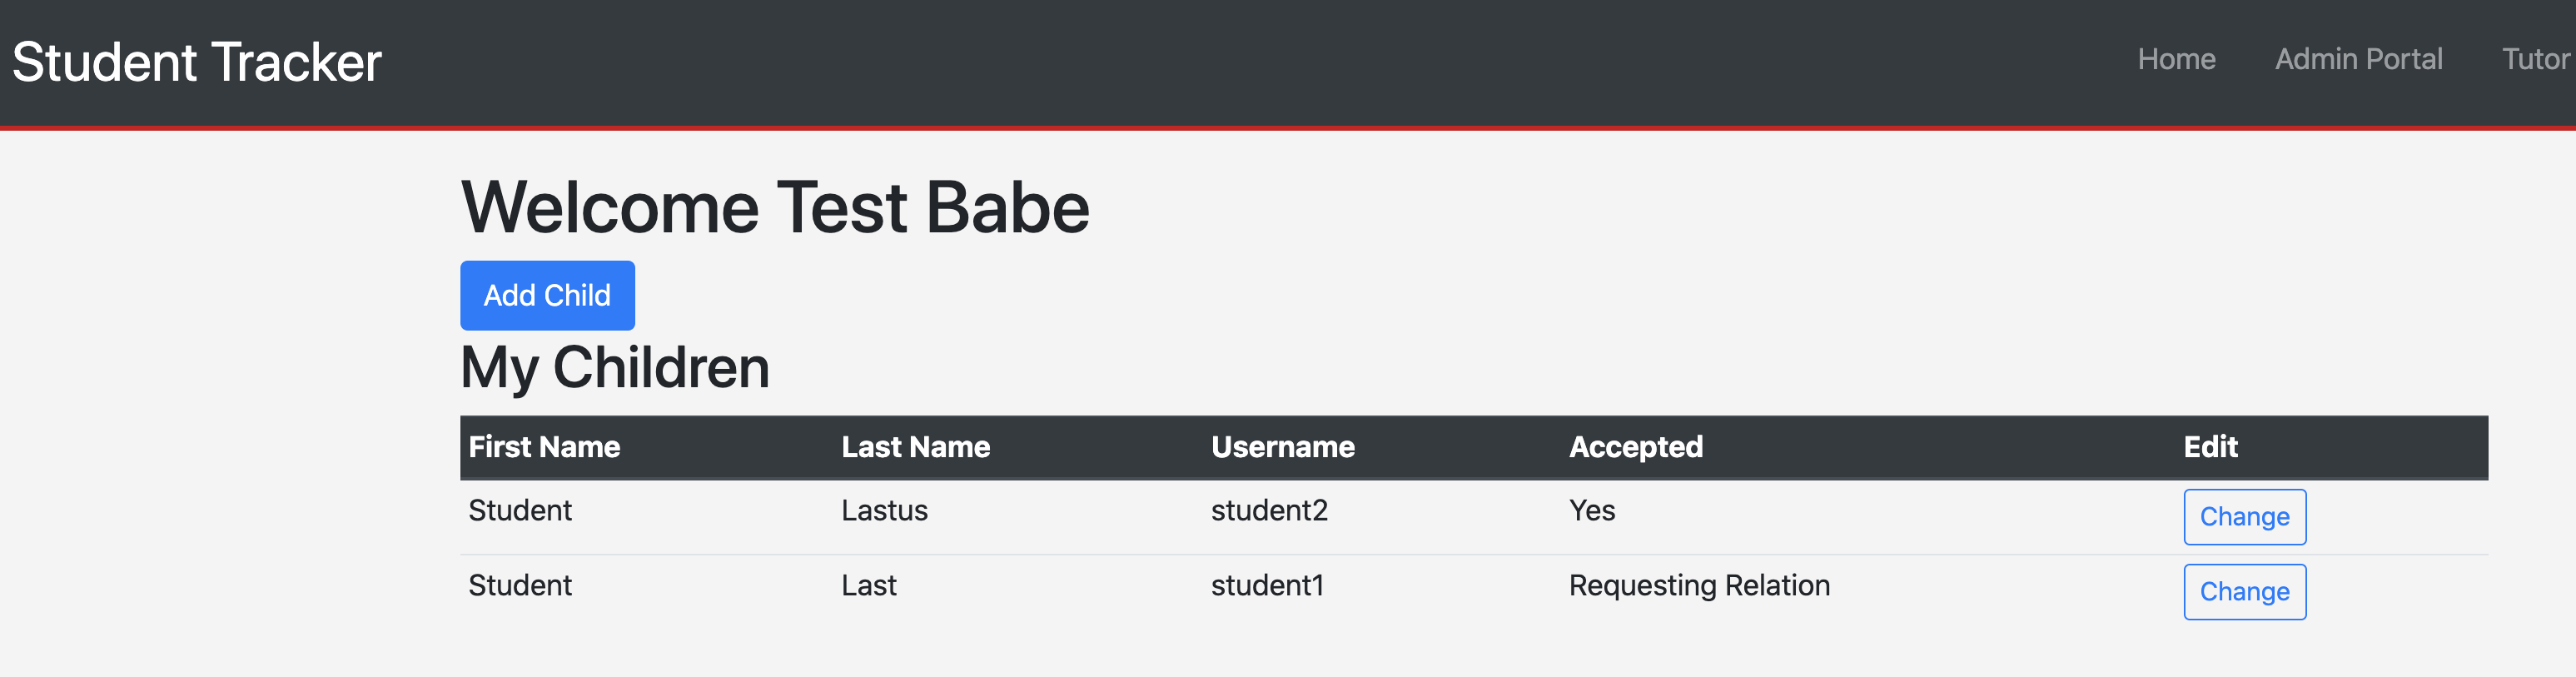 Student Tracker Home Admin Portal Tutor
Welcome Test Babe
Add Child
My Children
First Name Last Name Username Accepted Edit
Student Lastus student2 Yes Change
Student Last student1 Requesting Relation Change